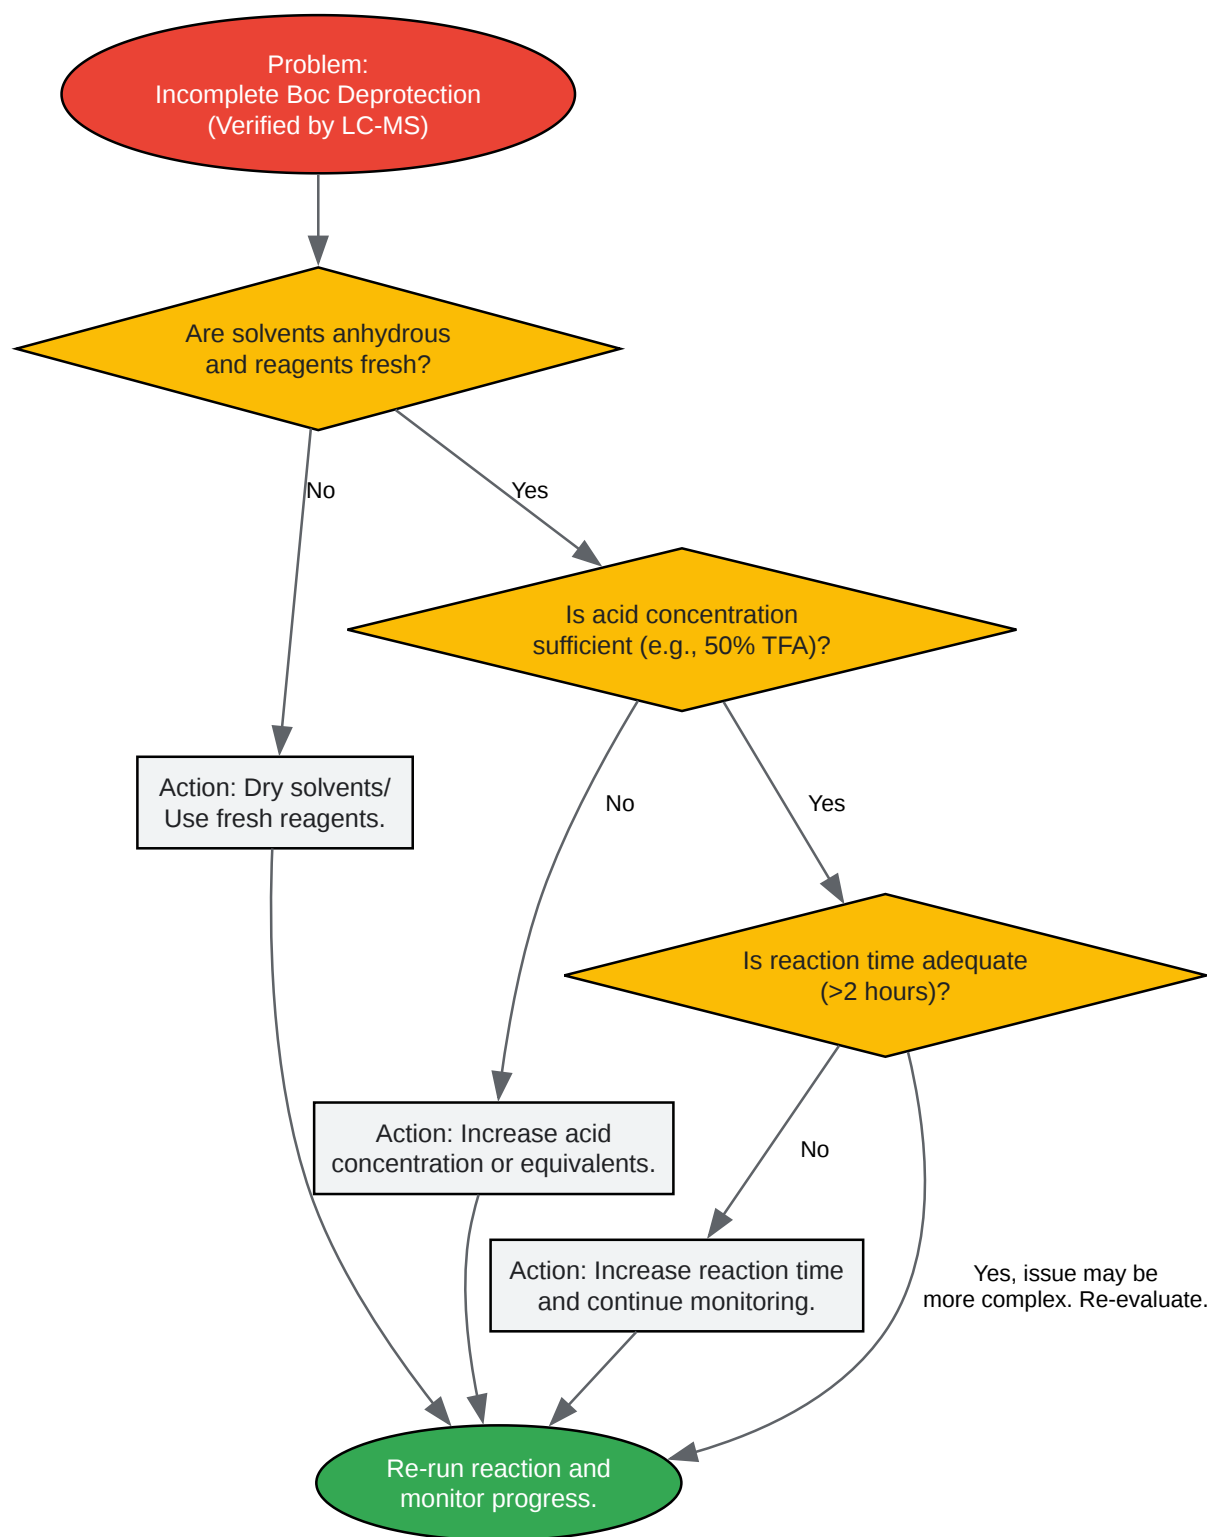 Problem:
Incomplete Boc Deprotection
(Verified by LC-MS)
Are solvents anhydrous
and reagents fresh?
No
Yes
Is acid concentration
sufficient (e.g., 50% TFA)?
Action: Dry solvents/
Use fresh reagents.
No
Yes
Is reaction time adequate
(>2 hours)?
Action: Increase acid
concentration or equivalents.
No
Action: Increase reaction time
and continue monitoring.
Yes, issue may be
more complex. Re-evaluate.
Re-run reaction and
monitor progress.